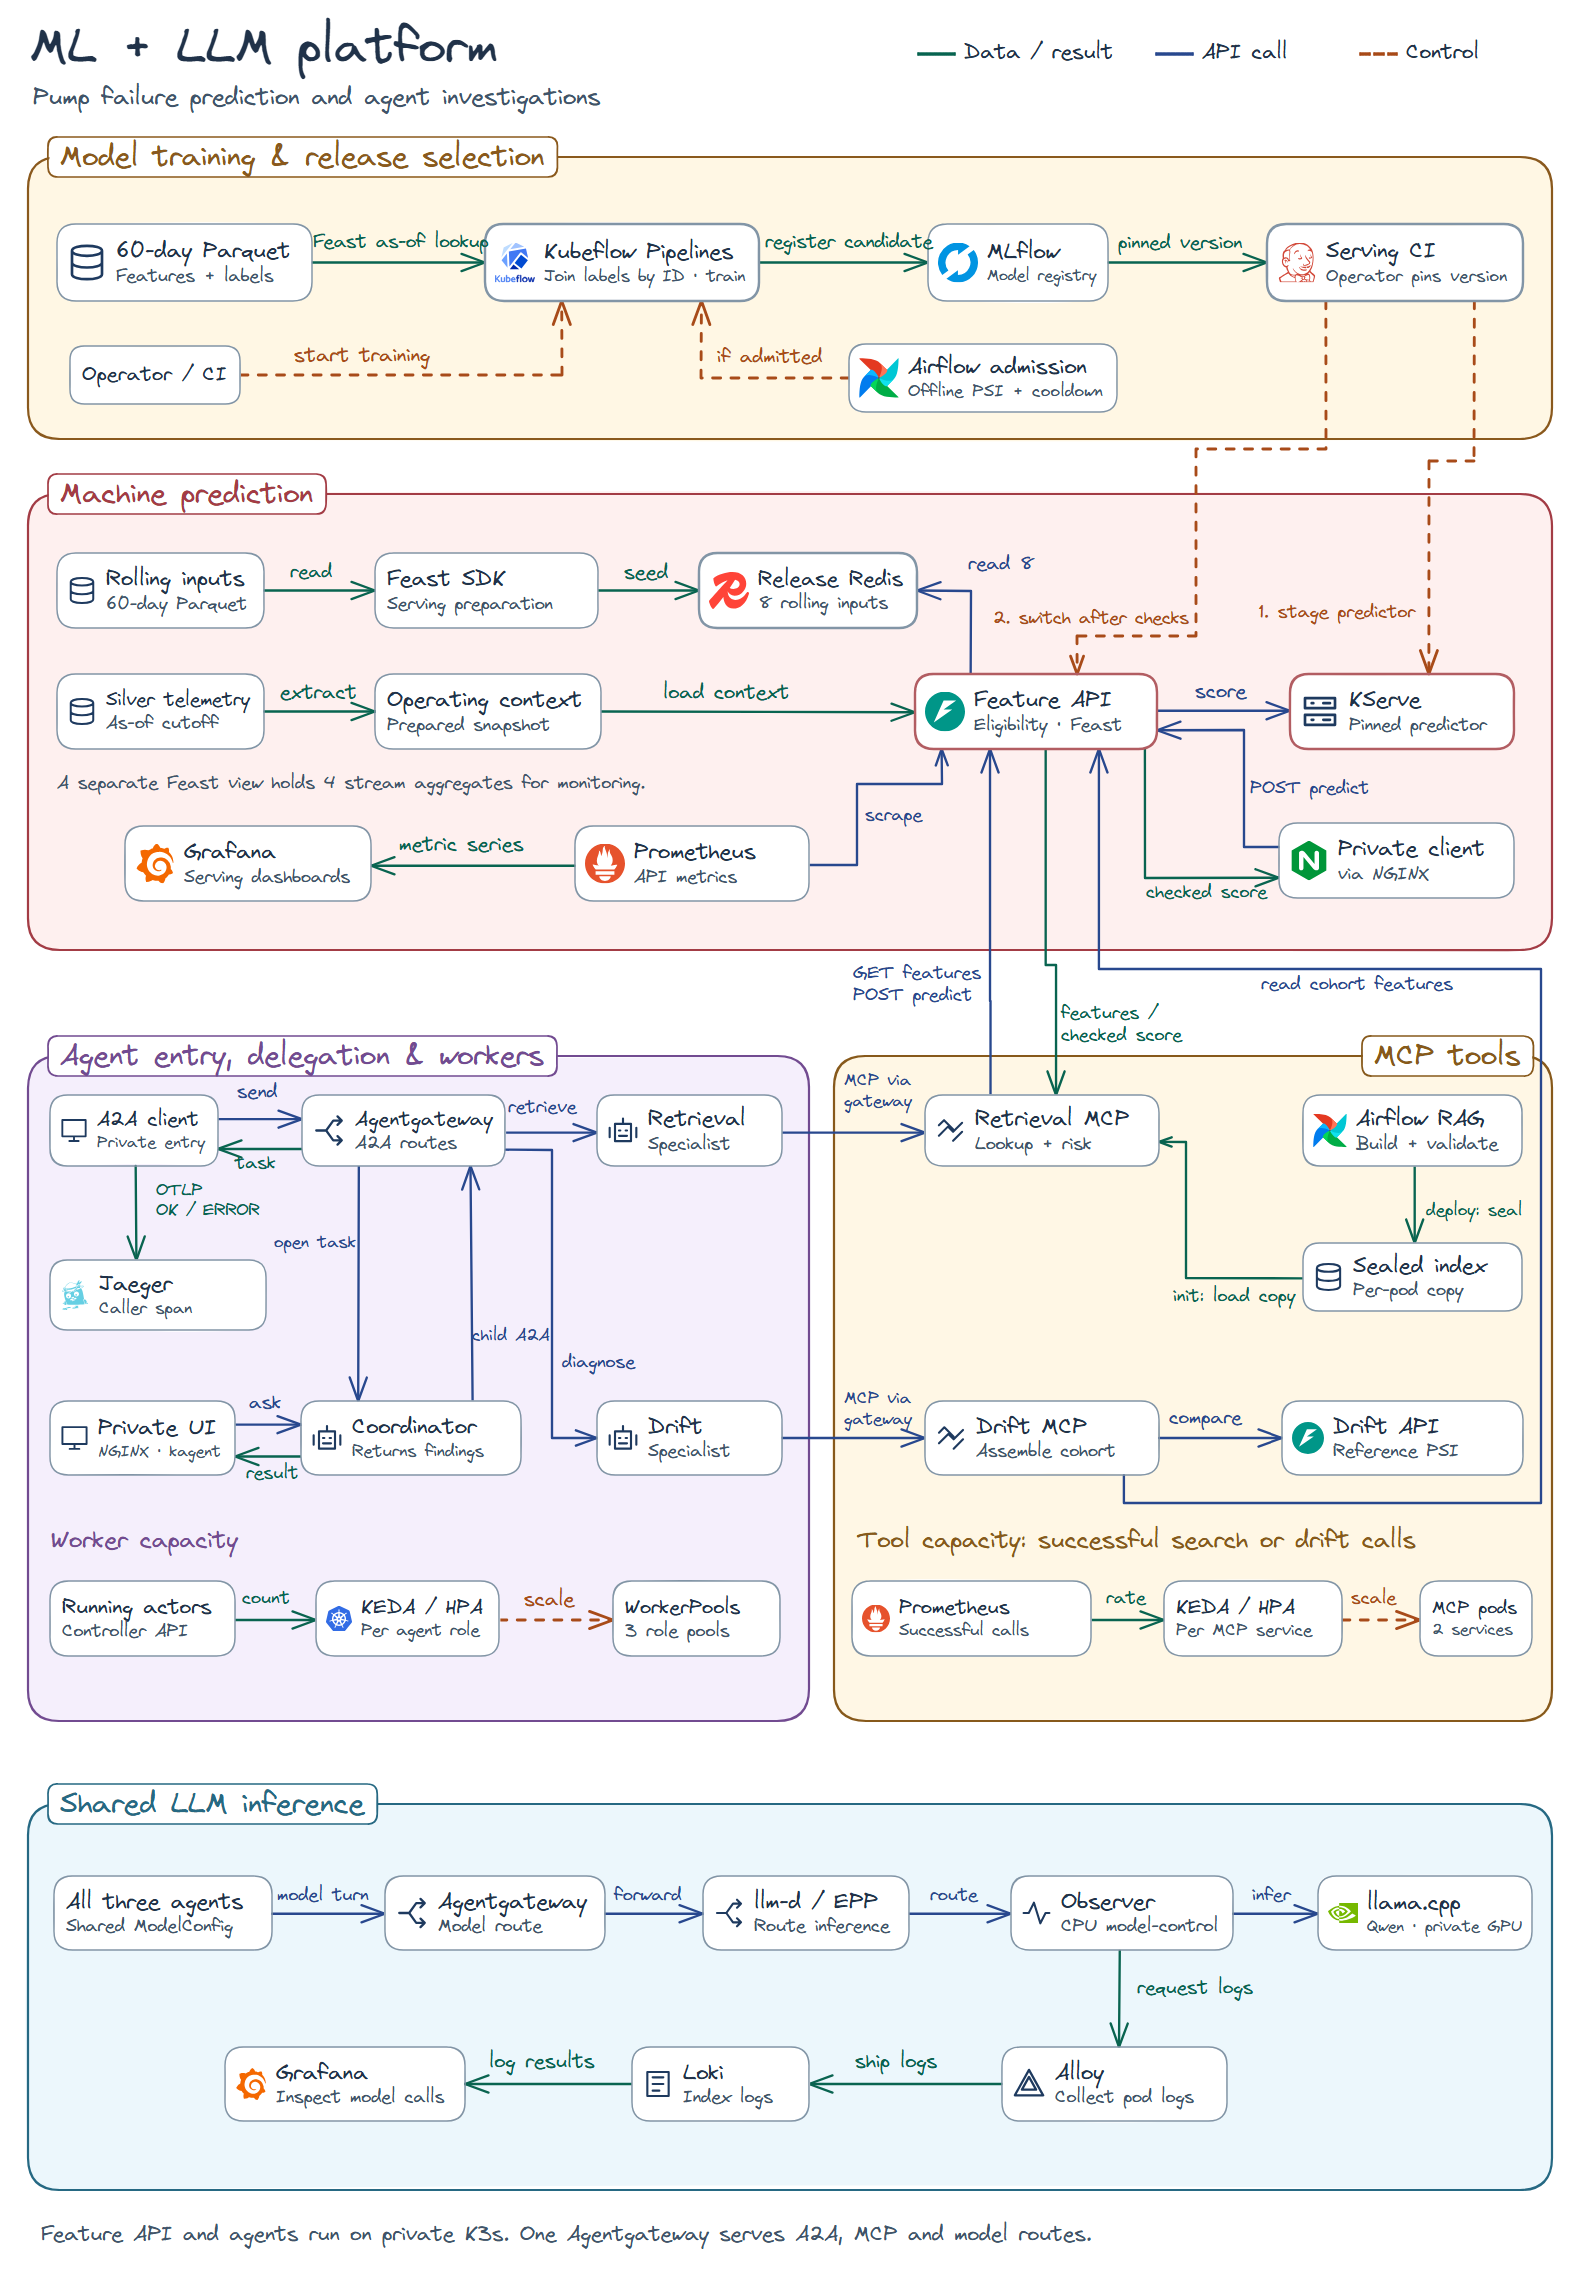 ML + LLM platform
Pump failure prediction and agent investigations
Data / result
API call
Control
Model training & release selection
60-day Parquet
Features + labels
Feast as-of lookup
Kubeflow
Kubeflow Pipelines
Join labels by ID · train
register candidate
MLflow
Model registry
pinned version
Serving CI
Operator pins version
Operator / CI
start training
if admitted
Airflow admission
Offline PSI + cooldown
Machine prediction
Rolling inputs
60-day Parquet
read
Feast SDK
Serving preparation
seed
Release Redis
8 rolling inputs
read 8
2. switch after checks
1. stage predictor
Silver telemetry
As-of cutoff
extract
Operating context
Prepared snapshot
load context
Feature API
Eligibility · Feast
score
KServe
Pinned predictor
A separate Feast view holds 4 stream aggregates for monitoring.
scrape
POST predict
Grafana
Serving dashboards
metric series
Prometheus
API metrics
Private client
via NGINX
checked score
GET features
POST predict
read cohort features
features /
checked score
Agent entry, delegation & workers
MCP tools
A2A client
Private entry
send
task
Agentgateway
A2A routes
retrieve
Retrieval
Specialist
MCP via
gateway
Retrieval MCP
Lookup + risk
Airflow RAG
Build + validate
OTLP
OK / ERROR
open task
deploy: seal
Jaeger
Caller span
Sealed index
Per-pod copy
init: load copy
child A2A
diagnose
Private UI
NGINX · kagent
ask
result
Coordinator
Returns findings
Drift
Specialist
MCP via
gateway
Drift MCP
Assemble cohort
compare
Drift API
Reference PSI
Worker capacity
Tool capacity: successful search or drift calls
Running actors
Controller API
count
KEDA / HPA
Per agent role
scale
WorkerPools
3 role pools
Prometheus
Successful calls
rate
KEDA / HPA
Per MCP service
scale
MCP pods
2 services
Shared LLM inference
All three agents
Shared ModelConfig
model turn
Agentgateway
Model route
forward
llm-d / EPP
Route inference
route
Observer
CPU model-control
infer
llama.cpp
Qwen · private GPU
request logs
Grafana
Inspect model calls
log results
Loki
Index logs
ship logs
Alloy
Collect pod logs
Feature API and agents run on private K3s. One Agentgateway serves A2A, MCP and model routes.